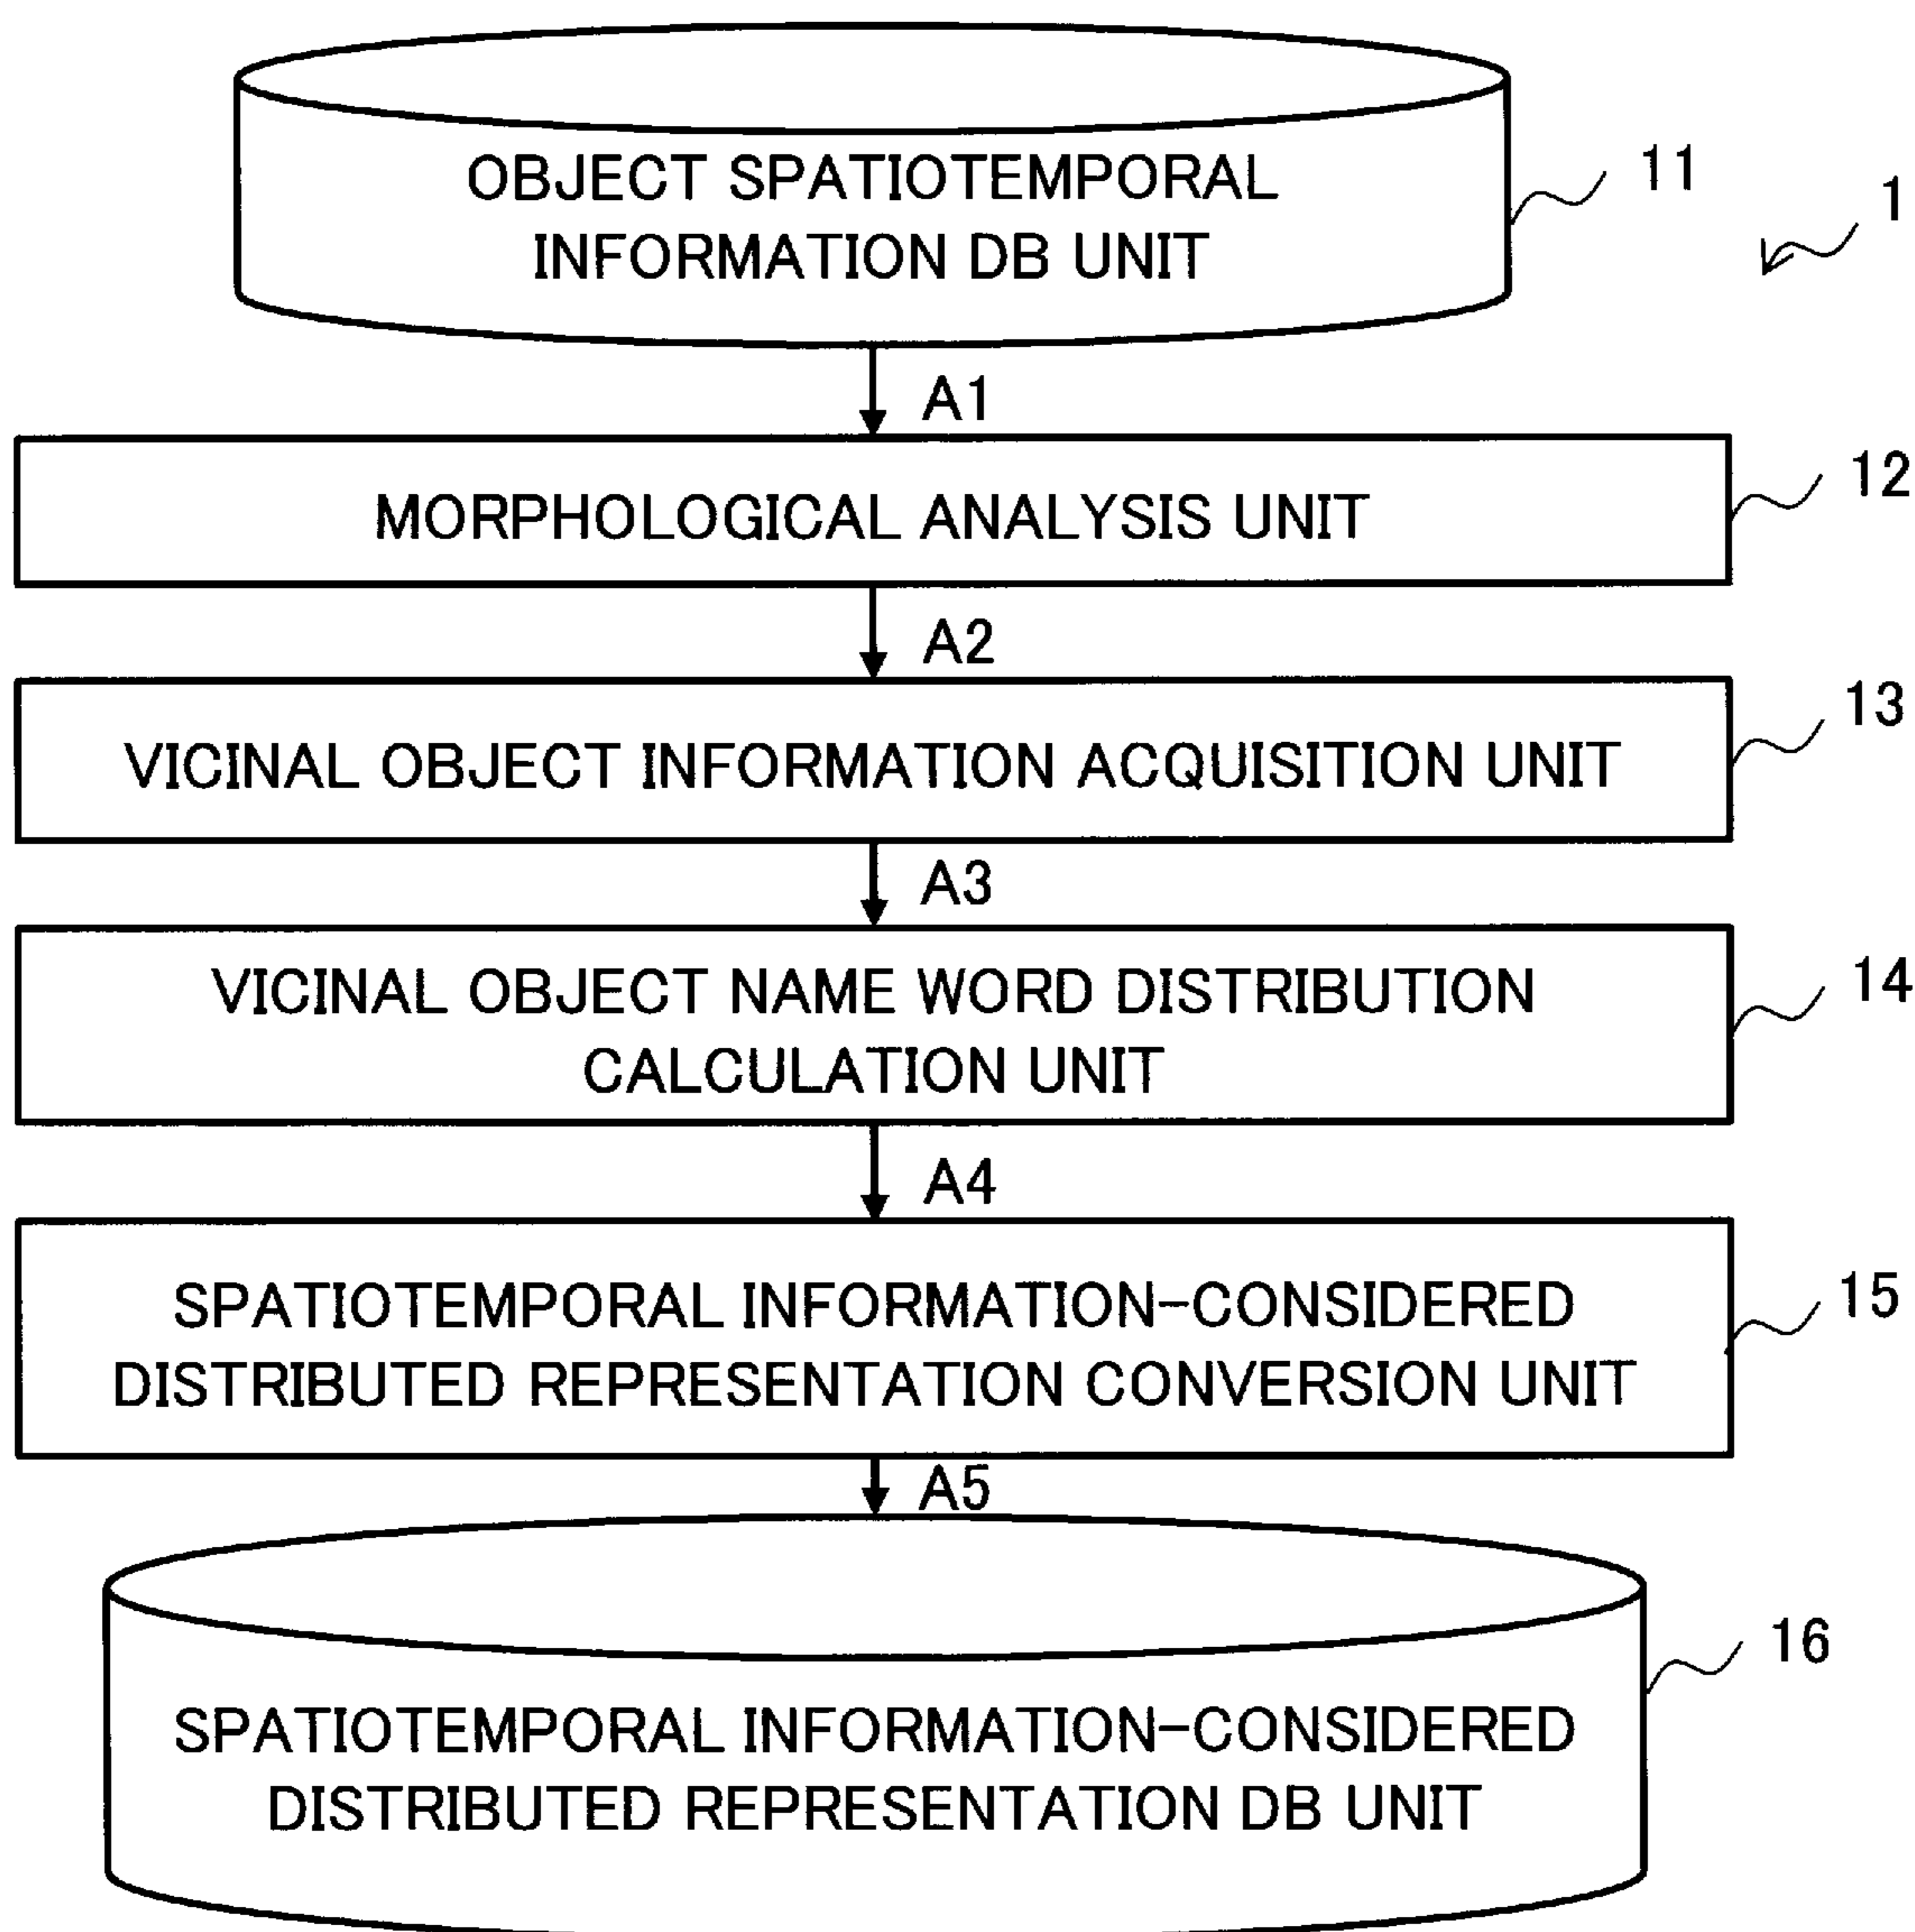 OBJECT SPATIOTEMPORAL
INFORMATION DB UNIT
11
1
A1
MORPHOLOGICAL ANALYSIS UNIT
12
A2
VICINAL OBJECT INFORMATION ACQUISITION UNIT
13
A3
VICINAL OBJECT NAME WORD DISTRIBUTION
CALCULATION UNIT
14
A4
SPATIOTEMPORAL INFORMATION-CONSIDERED
DISTRIBUTED REPRESENTATION CONVERSION UNIT
15
A5
SPATIOTEMPORAL INFORMATION-CONSIDERED
DISTRIBUTED REPRESENTATION DB UNIT
16